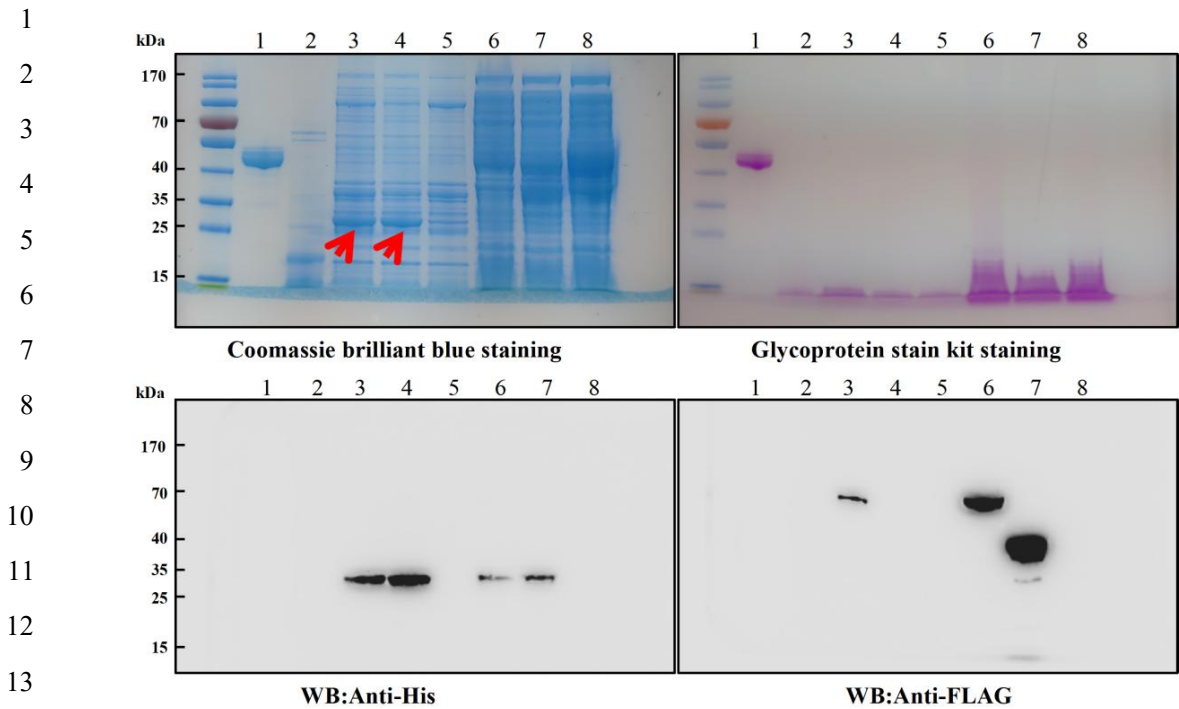 1
2
3
4
5
6
7
8
9
10
11
12
13
kDa
1 2 3 4 5 6 7 8
170
70
40
35
25
15
Coomassie brilliant blue staining
1 2 3 4 5 6 7 8
Glycoprotein stain kit staining
kDa
1 2 3 4 5 6 7 8
170
70
40
35
25
15
WB:Anti-His
1 2 3 4 5 6 7 8
WB:Anti-FLAG